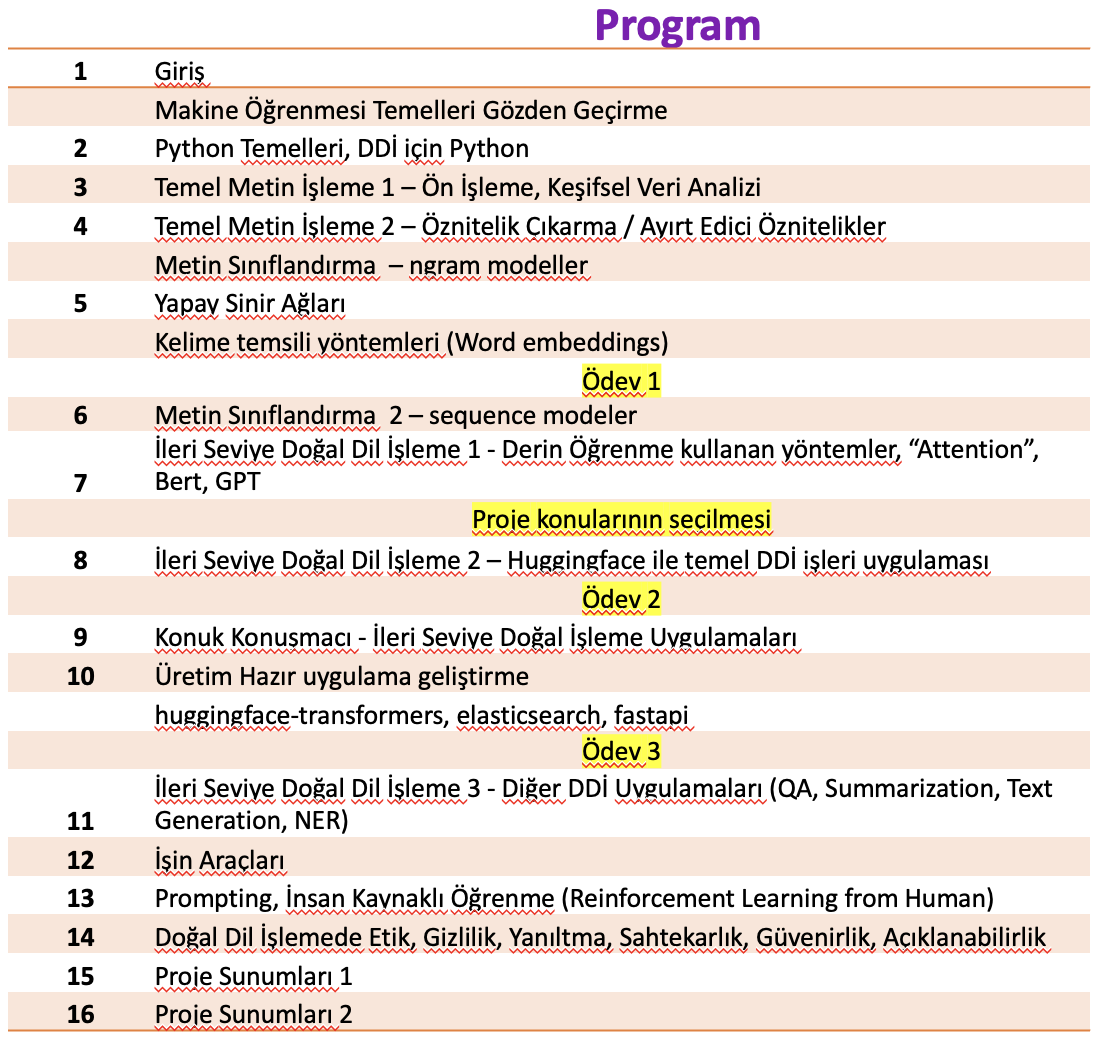 Program
1 Giriş
Makine Öğrenmesi Temelleri Gözden Geçirme
2 Python Temelleri, DDİ için Python
3 Temel Metin İşleme 1 – Ön İşleme, Keşifsel Veri Analizi
4 Temel Metin İşleme 2 – Öznitelik Çıkarma / Ayırt Edici Öznitelikler
Metin Sınıflandırma – ngram modeller
5 Yapay Sinir Ağları
Kelime temsili yöntemleri (Word embeddings)
Ödev 1
6 Metin Sınıflandırma 2 – sequence modeler
İleri Seviye Doğal Dil İşleme 1 - Derin Öğrenme kullanan yöntemler, “Attention”,
7 Bert, GPT
Proje konularının seçilmesi
8 İleri Seviye Doğal Dil İşleme 2 – Huggingface ile temel DDİ işleri uygulaması
Ödev 2
9 Konuk Konuşmacı - İleri Seviye Doğal İşleme Uygulamaları
10 Üretim Hazır uygulama geliştirme
huggingface-transformers, elasticsearch, fastapi
Ödev 3
İleri Seviye Doğal Dil İşleme 3 - Diğer DDİ Uygulamaları (QA, Summarization, Text
11 Generation, NER)
12 İşin Araçları
13 Prompting, İnsan Kaynaklı Öğrenme (Reinforcement Learning from Human)
14 Doğal Dil İşlemede Etik, Gizlilik, Yanıltma, Sahtekarlık, Güvenirlik, Açıklanabilirlik
15 Proje Sunumları 1
16 Proje Sunumları 2